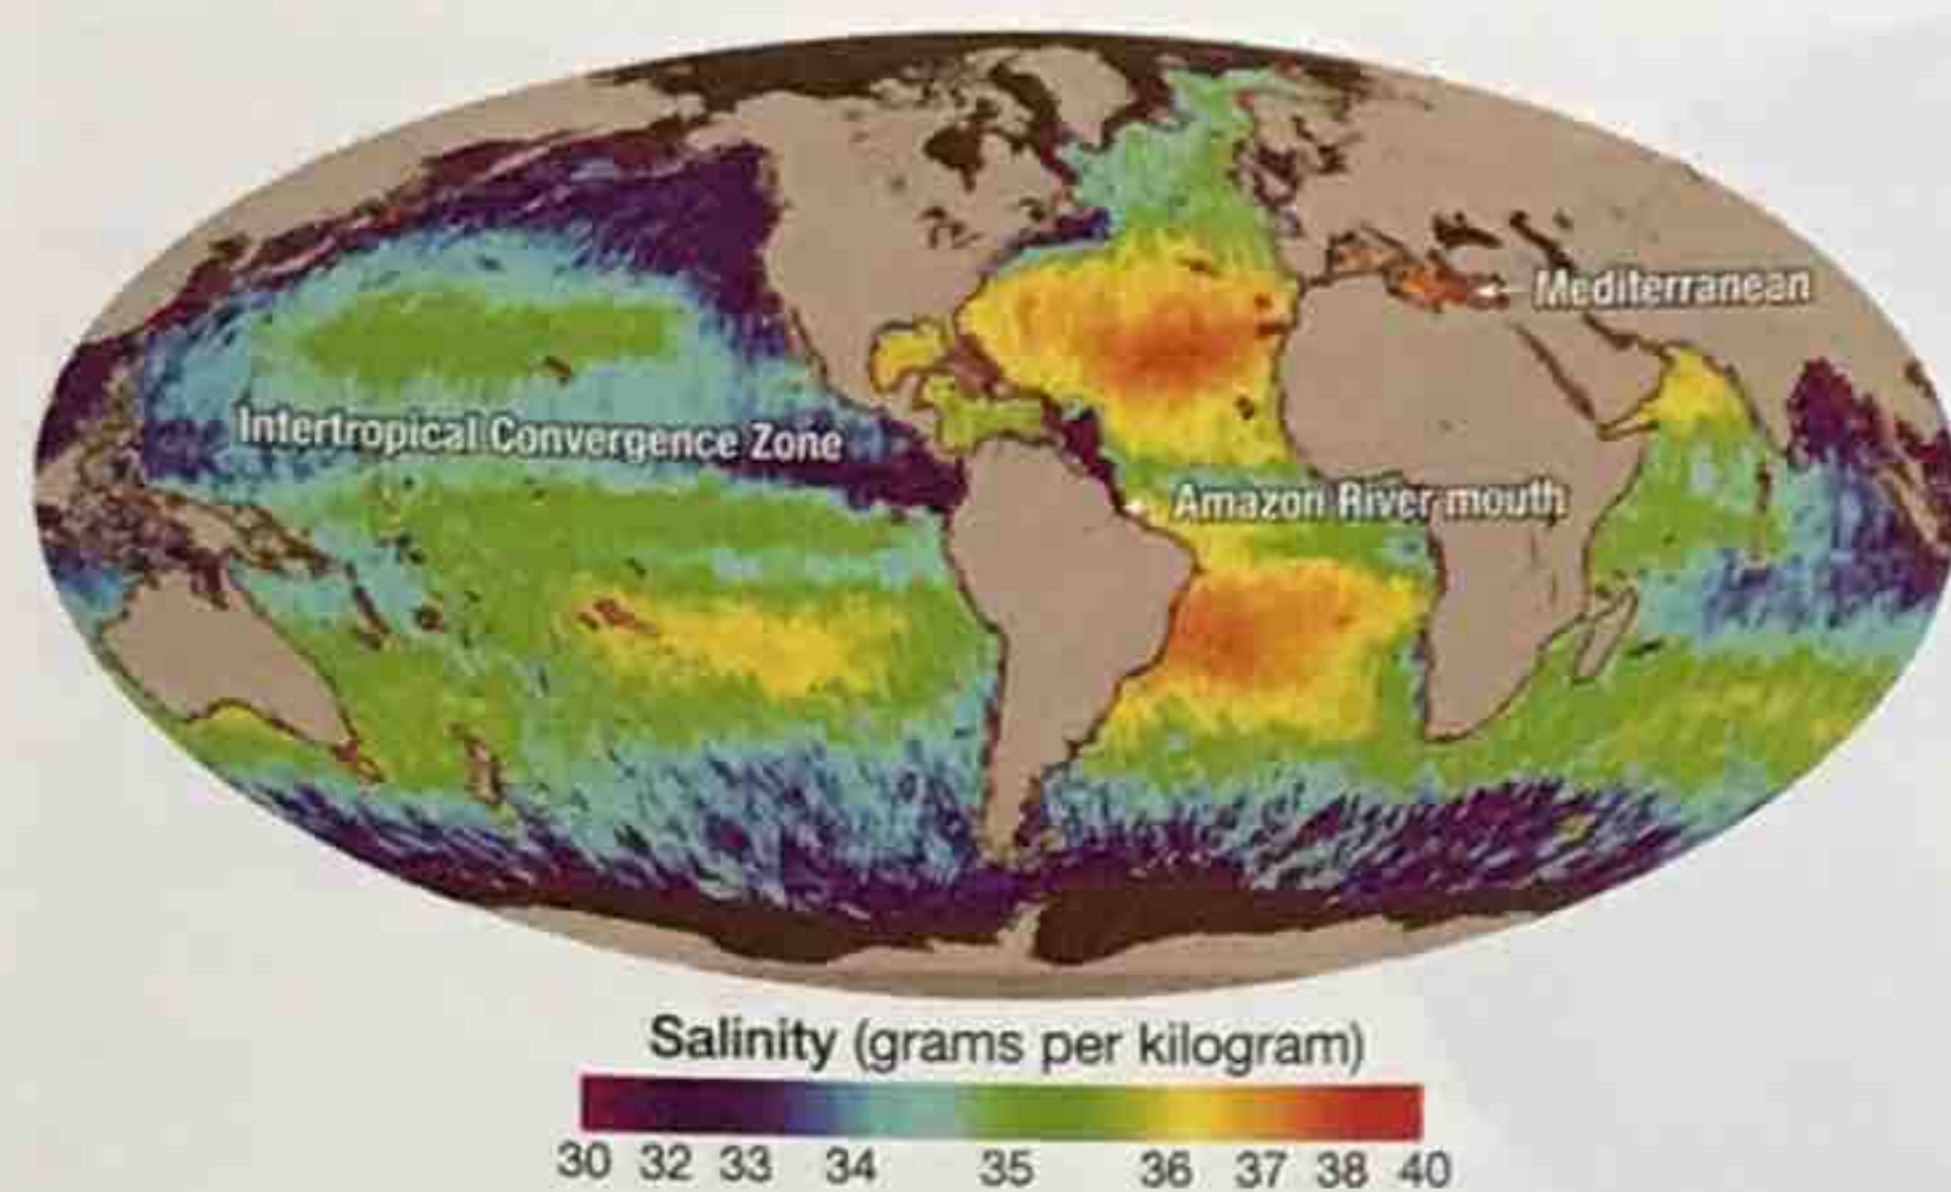 Mediterranean
Intertropical Convergence Zone
Amazon River mouth
Salinity (grams per kilogram)
30 32 33 34 35 36 37 38 40